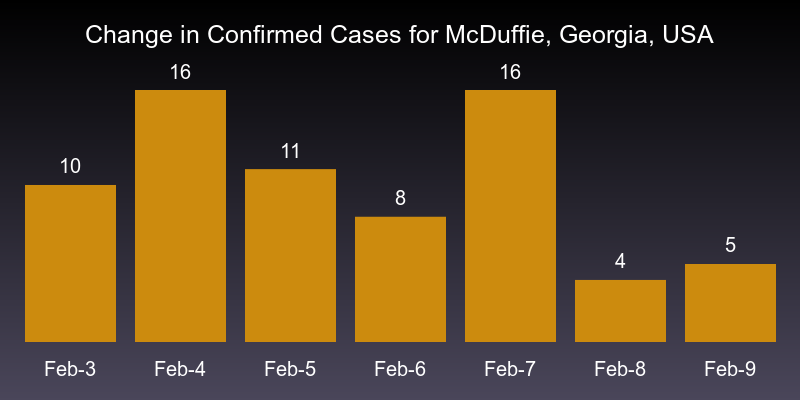 Change in Confirmed Cases for McDuffie, Georgia, USA
10
16
11
8
16
4
5
Feb-3
Feb-4
Feb-5
Feb-6
Feb-7
Feb-8
Feb-9